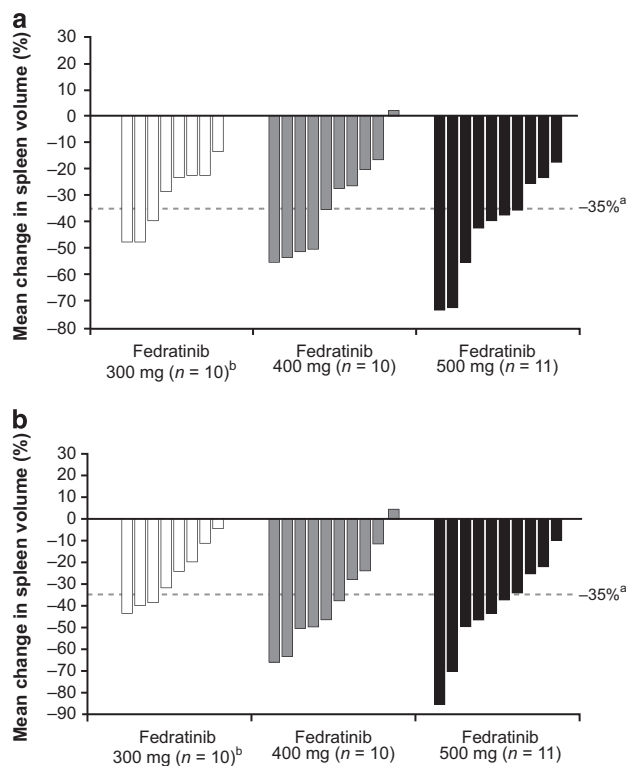 a
Mean change in spleen volume (%)
30
20
10
0
–10
–20
–30
–40
–50
–60
–70
–80
–35%a
Fedratinib
300 mg (n = 10)b
Fedratinib
400 mg (n = 10)
Fedratinib
500 mg (n = 11)
b
Mean change in spleen volume (%)
30
20
10
0
–10
–20
–30
–40
–50
–60
–70
–80
–90
–35%a
Fedratinib
300 mg (n = 10)b
Fedratinib
400 mg (n = 10)
Fedratinib
500 mg (n = 11)